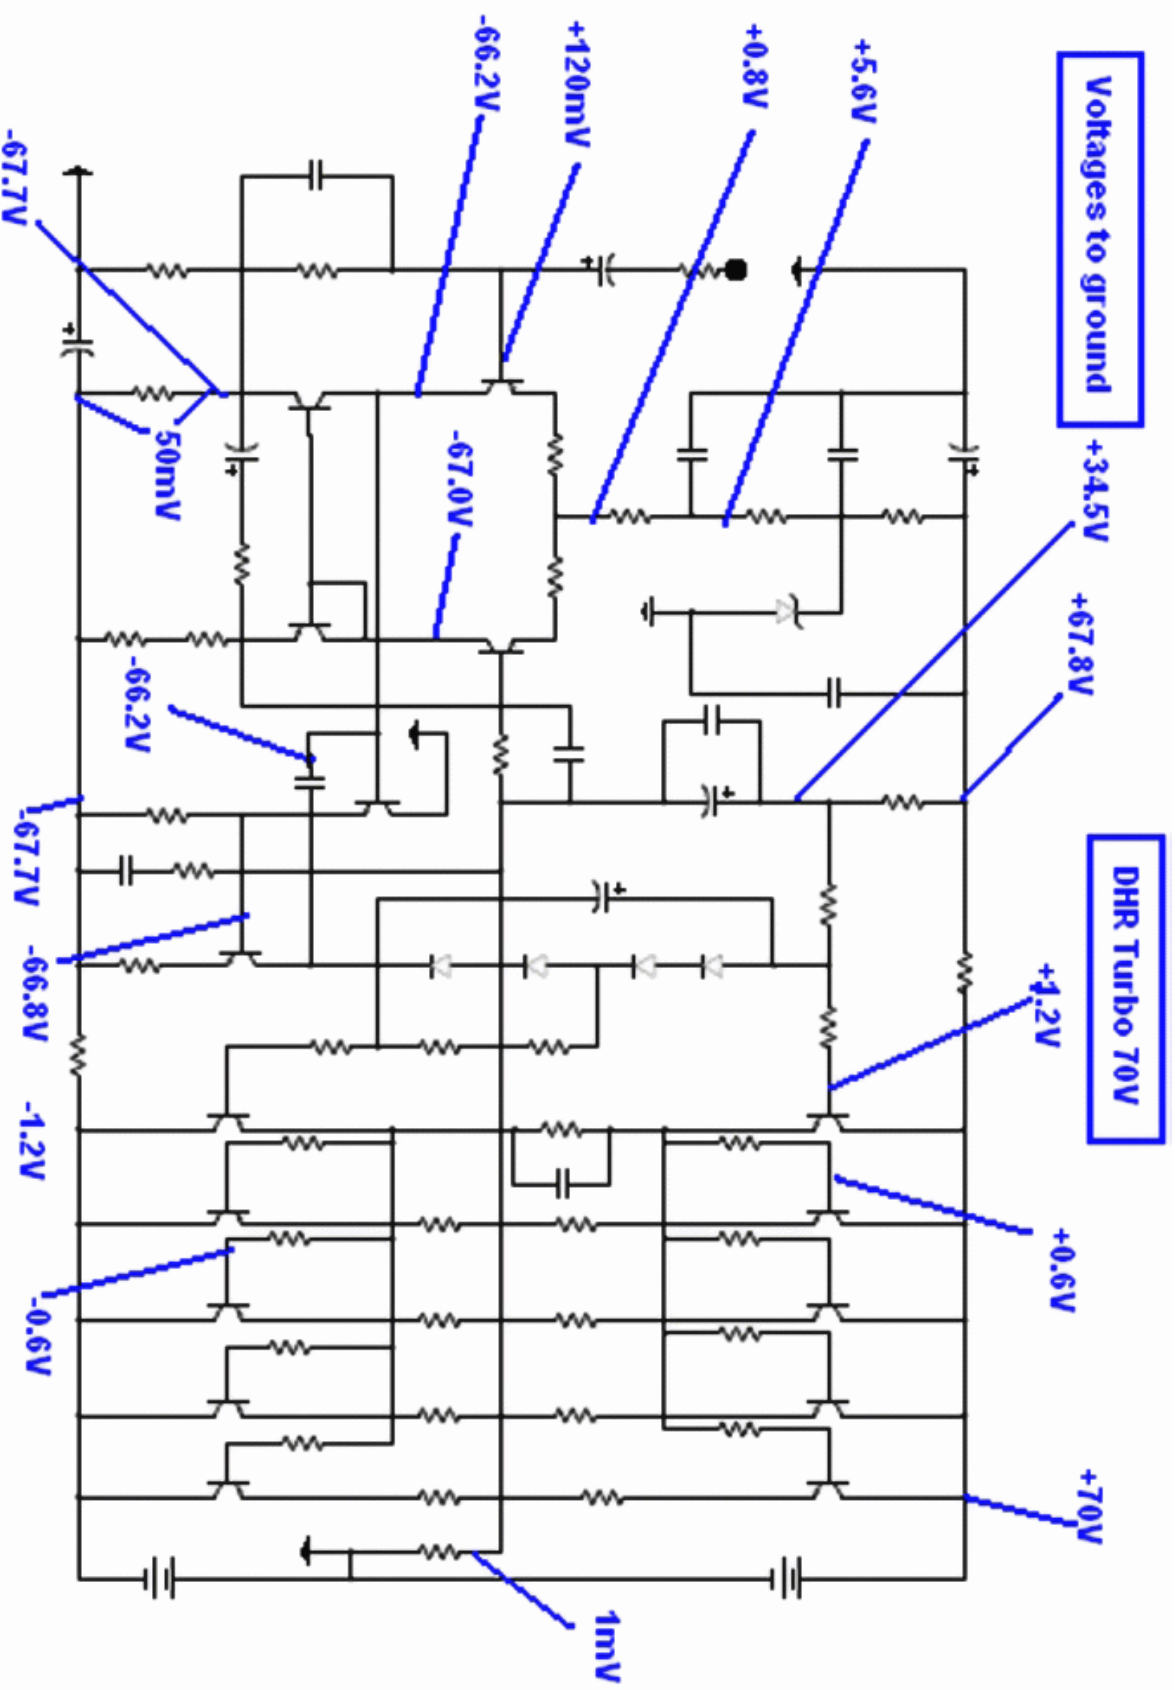 Voltages to ground
DHR Turbo 70V
+34.5V
+67.8V
+1.2V
+0.6V
+70V
+5.6V
+0.8V
+120mV
-66.2V
1mV
-67.0V
50mV
-66.2V
-67.7V
-67.7V
-66.8V
-1.2V
-0.6V